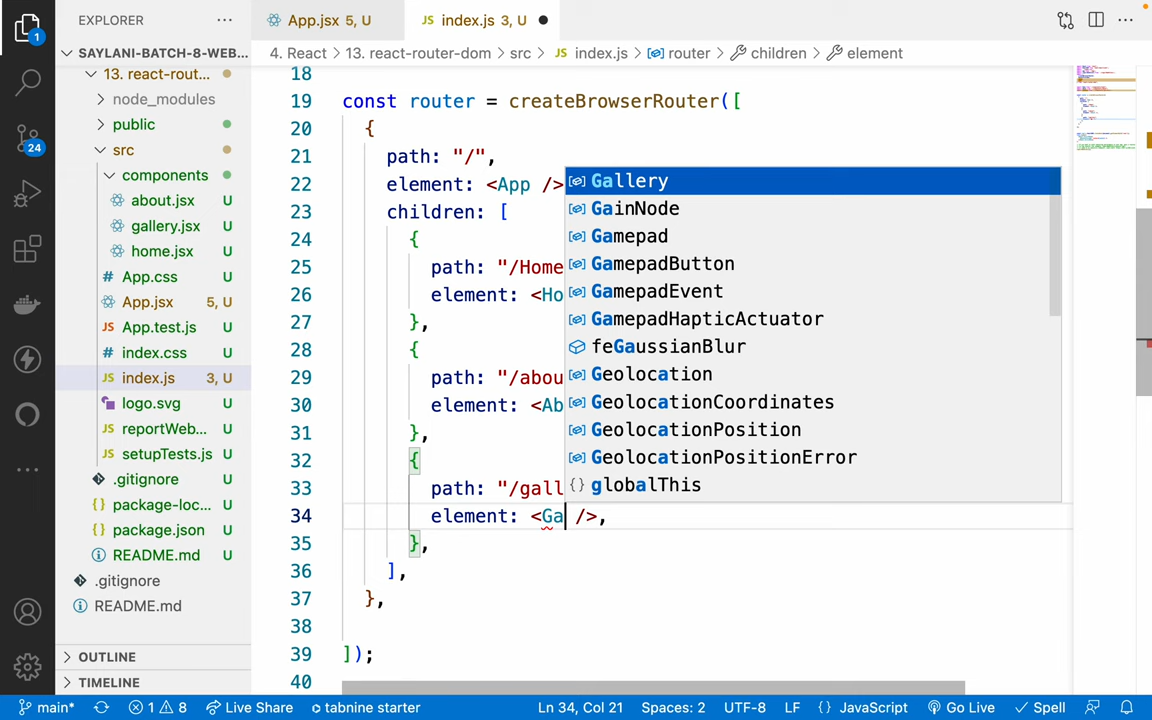 EXPLORER
App.jsx 5, U
index.js 3, U
SAYLANI-BATCH-8-WEB...
4. React > 13. react-router-dom > src > JS index.js > router > children > element
13. react-rout...
node_modules
public
src
components
about.jsx U
gallery.jsx U
home.jsx U
App.css U
App.jsx 5, U
App.test.js U
index.css U
index.js 3, U
logo.svg U
reportWeb... U
setupTests.js U
.gitignore U
package-loc... U
package.json U
README.md U
.gitignore
README.md
OUTLINE
TIMELINE
18
19 const router = createBrowserRouter([
20 {
21 path: "/",
22 element: <App />
23 children: [
24 {
25 path: "/Home
26 element: <Ho
27 },
28 {
29 path: "/abou
30 element: <Ab
31 },
32 {
33 path: "/gall
34 element: <Ga />,
35 },
36 ],
37 },
38
39 ]);
40
Gallery
GainNode
Gamepad
GamepadButton
GamepadEvent
GamepadHapticActuator
feGaussianBlur
Geolocation
GeolocationCoordinates
GeolocationPosition
GeolocationPositionError
globalThis
1
24
main* 1 8 Live Share tabnine starter Ln 34, Col 21 Spaces: 2 UTF-8 LF {} JavaScript Go Live Spell